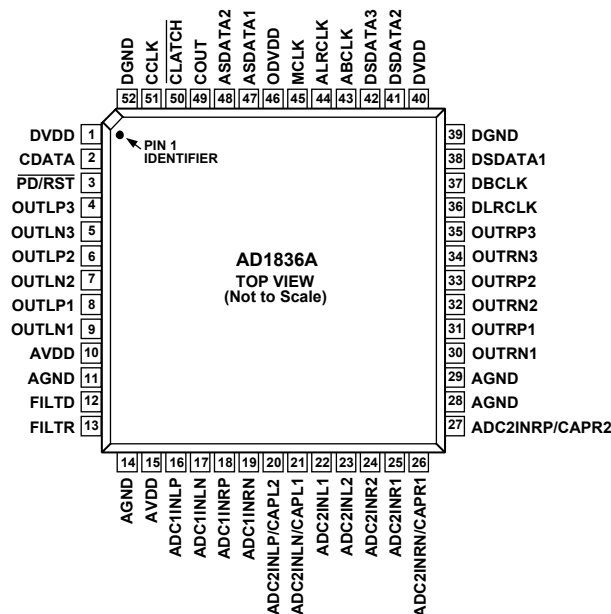 DGND
CCLK
CLATCH
COUT
ASDATA2
ASDATA1
ODVDD
MCLK
ALRCLK
ABCLK
DSDATA3
DSDATA2
DVDD
52 51 50 49 48 47 46 45 44 43 42 41 40
DVDD 1
CDATA 2
PD/RST 3
OUTLP3 4
OUTLN3 5
OUTLP2 6
OUTLN2 7
OUTLP1 8
OUTLN1 9
AVDD 10
AGND 11
FILTD 12
FILTR 13
PIN 1
IDENTIFIER
AD1836A
TOP VIEW
(Not to Scale)
39 DGND
38 DSDATA1
37 DBCLK
36 DLRCLK
35 OUTRP3
34 OUTRN3
33 OUTRP2
32 OUTRN2
31 OUTRP1
30 OUTRN1
29 AGND
28 AGND
27 ADC2INRP/CAPR2
14 15 16 17 18 19 20 21 22 23 24 25 26
AGND
AVDD
ADC1INLP
ADC1INLN
ADC1INRP
ADC1INRN
ADC2INLP/CAPL2
ADC2INLN/CAPL1
ADC2INL1
ADC2INL2
ADC2INR2
ADC2INR1
ADC2INRN/CAPR1